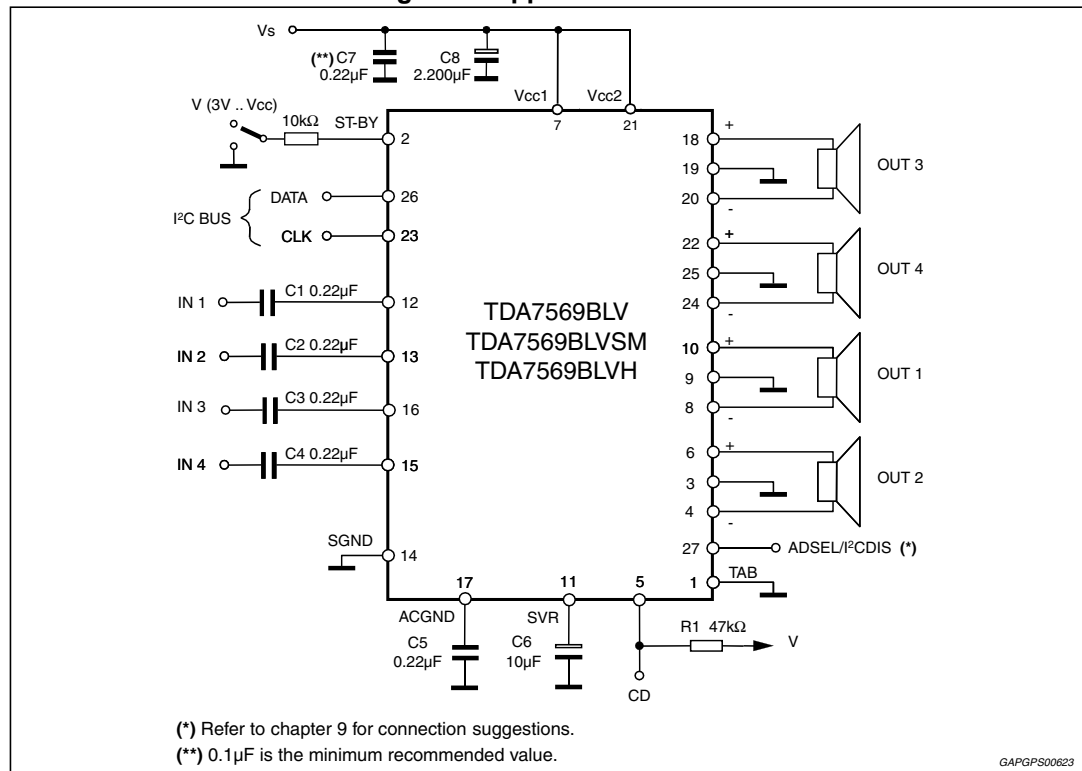 Vs
(**) C7
0.22µF
C8
2.200µF
Vcc1
Vcc2
7
21
V (3V .. Vcc)
10kΩ
ST-BY
2
I²C BUS
DATA
26
CLK
23
IN 1
C1 0.22µF
12
IN 2
C2 0.22µF
13
IN 3
C3 0.22µF
16
IN 4
C4 0.22µF
15
SGND
14
TDA7569BLV
TDA7569BLVSM
TDA7569BLVH
18
+
19
20
-
OUT 3
22
+
25
24
-
OUT 4
10
+
9
8
-
OUT 1
6
+
3
4
-
OUT 2
27
ADSEL/I²CDIS (*)
1
TAB
17
ACGND
C5
0.22µF
11
SVR
C6
10µF
5
R1 47kΩ
V
CD
(*) Refer to chapter 9 for connection suggestions.
(**) 0.1µF is the minimum recommended value.
GAPGPS00623